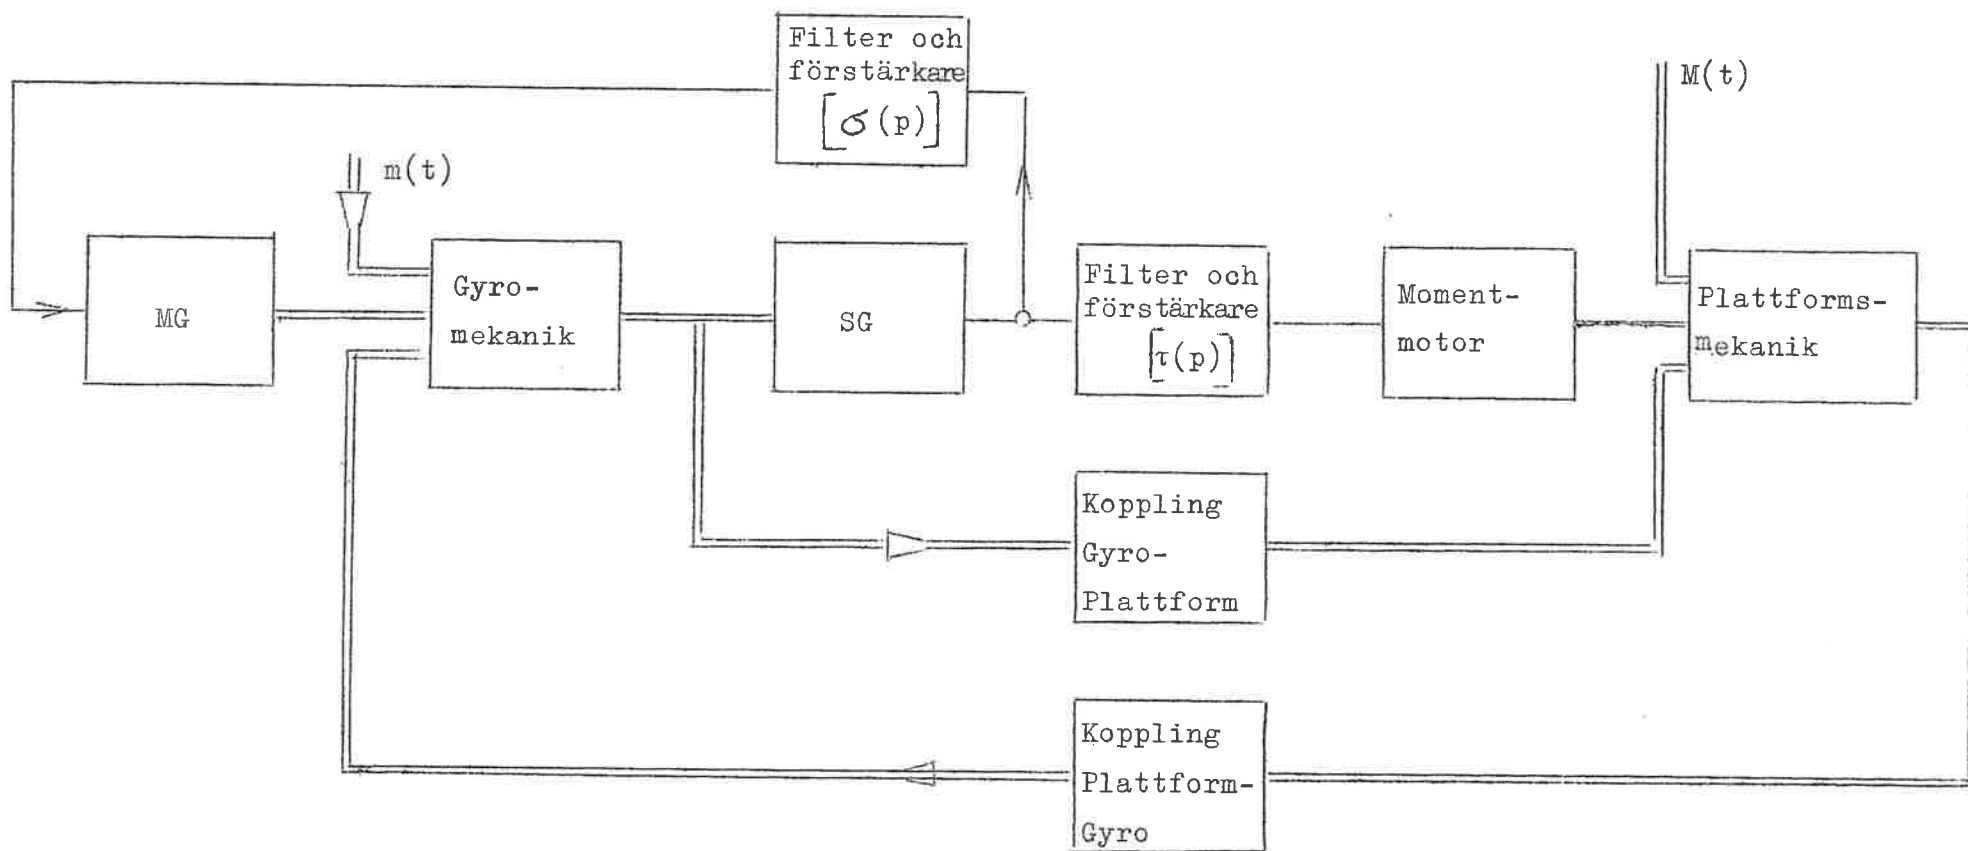 Filter och
förstärkare
[σ(p)]
M(t)
m(t)
MG
Gyro-
mekanik
SG
Filter och
förstärkare
[τ(p)]
Moment-
motor
Plattforms-
mekanik
Koppling
Gyro-
Plattform
Koppling
Plattform-
Gyro